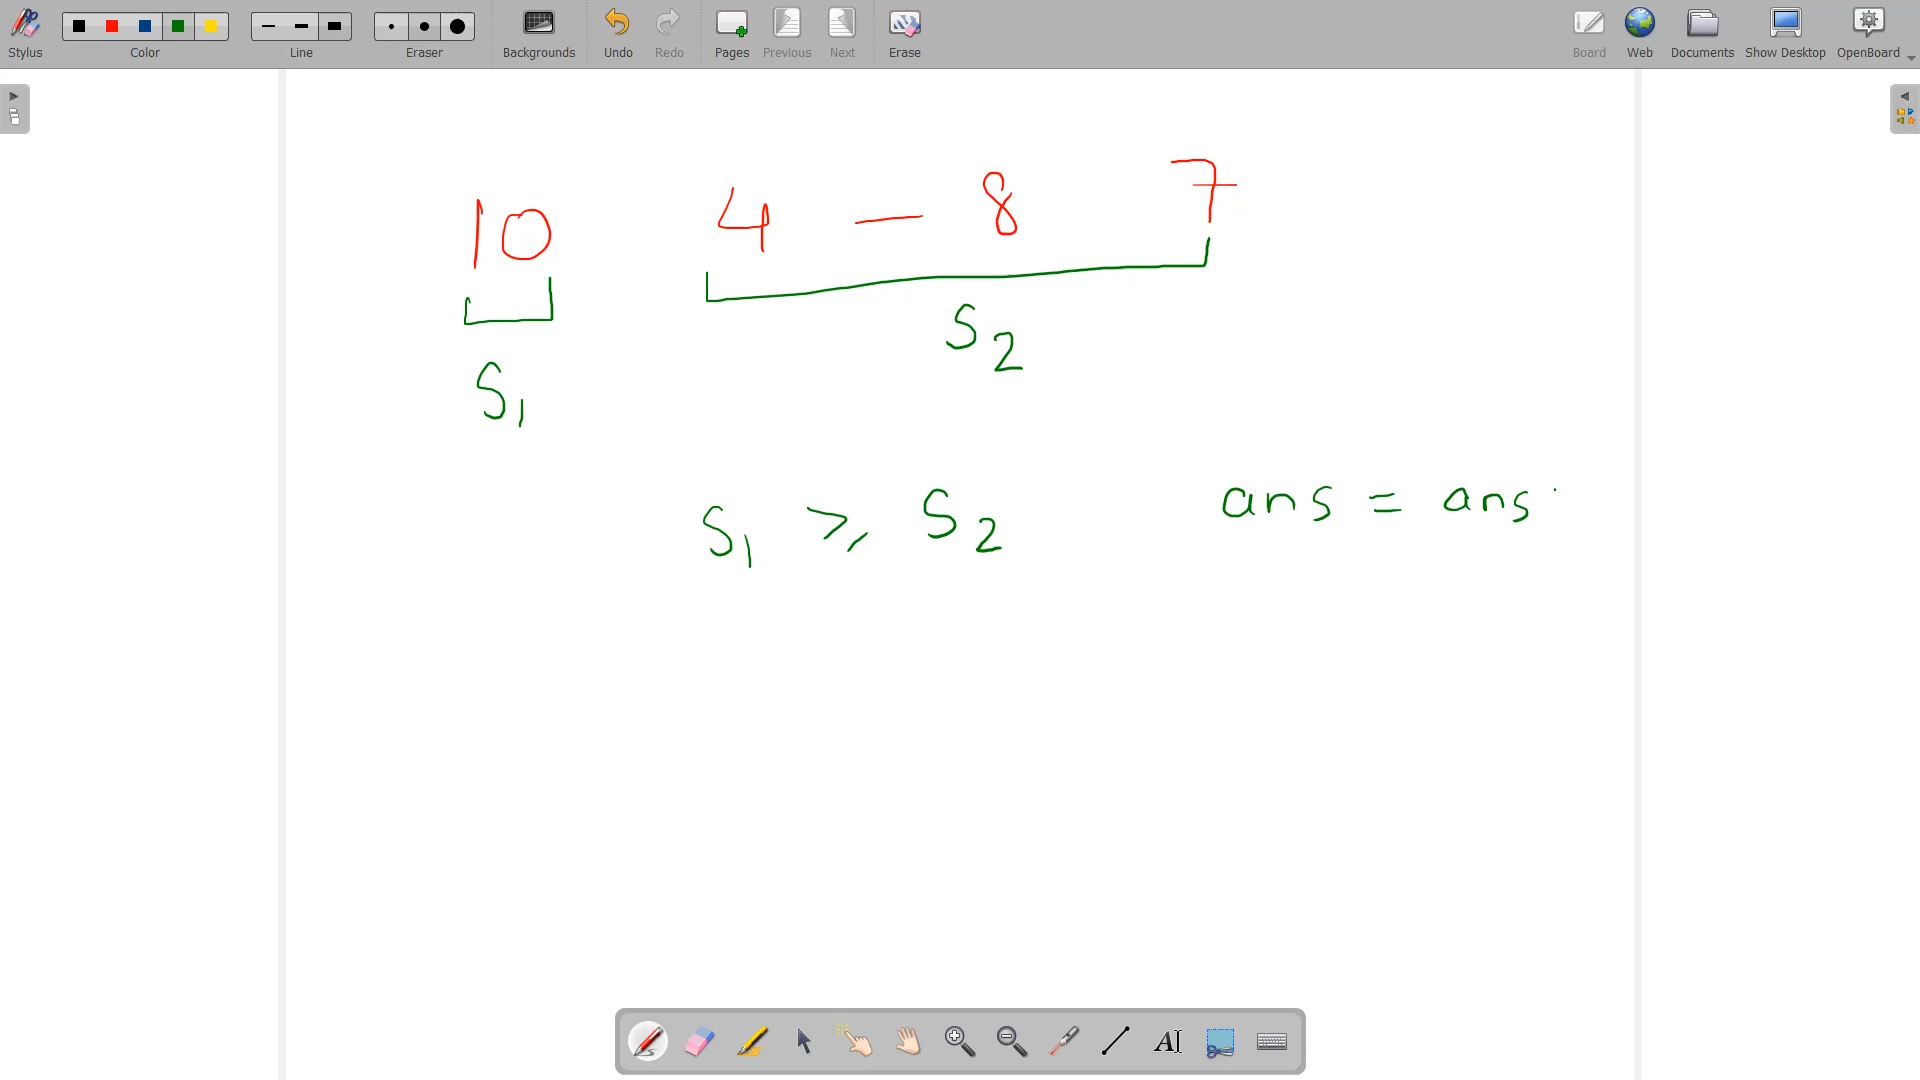 Stylus Color Line Eraser Backgrounds Undo Redo Pages Previous Next Erase Board Web Documents Show Desktop OpenBoard
10 4 — 8 7
S1 S2
S1 ⩾ S2 ans = ans